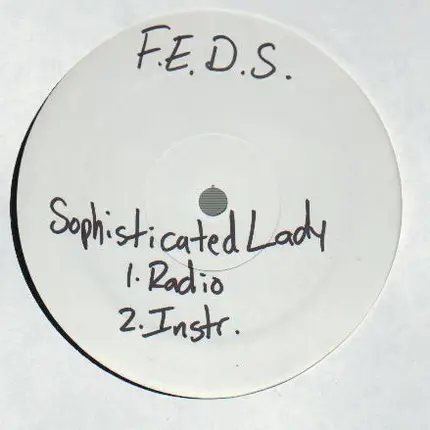 F.E.D.S.
Sophisticated Lady
1. Radio
2. Instr.